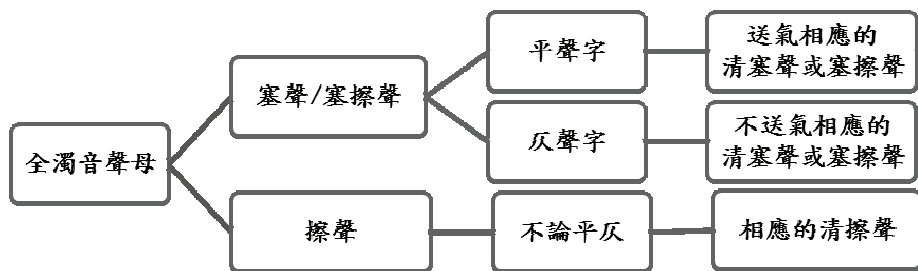 全濁音聲母
塞聲/塞擦聲
平聲字
送氣相應的
清塞聲或塞擦聲
仄聲字
不送氣相應的
清塞聲或塞擦聲
擦聲
不論平仄
相應的清擦聲